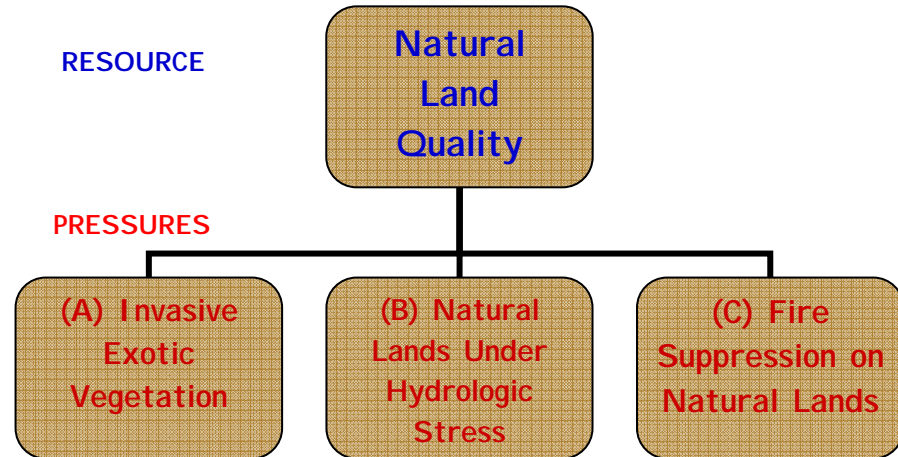 RESOURCE
Natural
Land
Quality
PRESSURES
(A) Invasive
Exotic
Vegetation
(B) Natural
Lands Under
Hydrologic
Stress
(C) Fire
Suppression on
Natural Lands